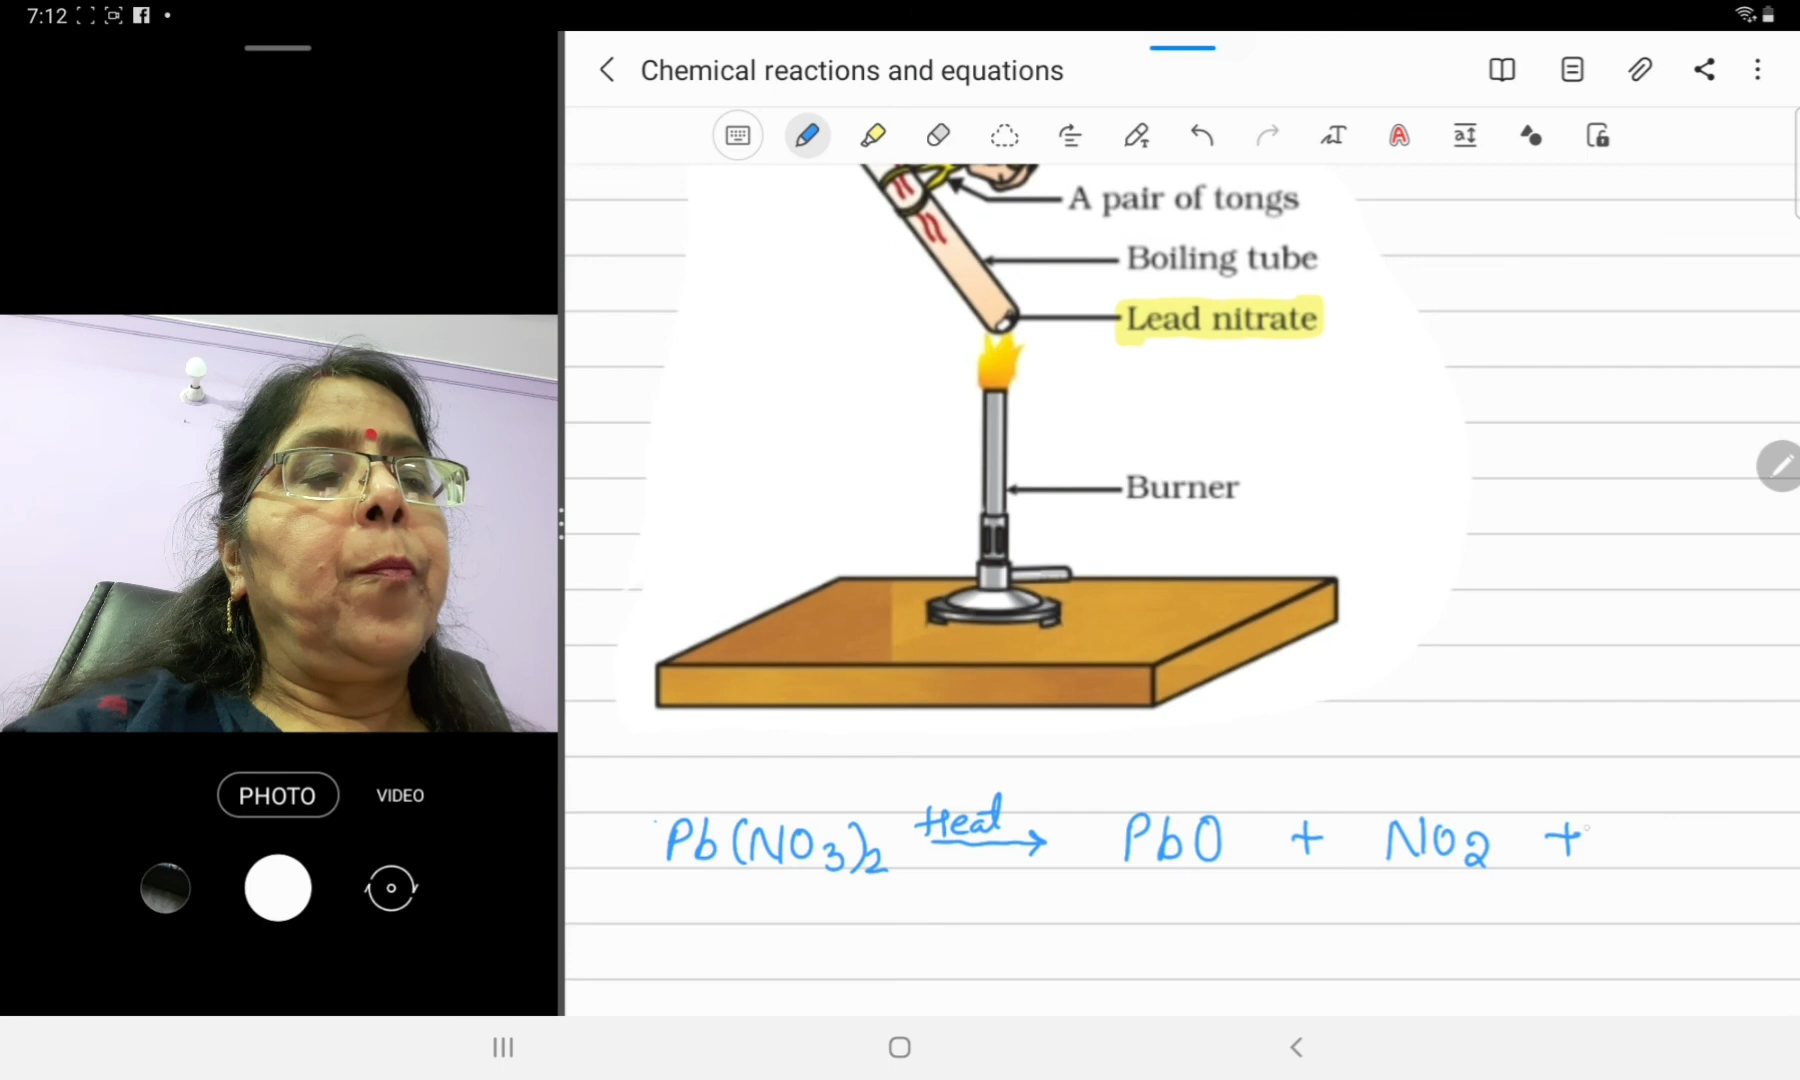 7:12
Chemical reactions and equations
A pair of tongs
Boiling tube
Lead nitrate
Burner
PHOTO VIDEO
Pb(NO3)2 Heat → PbO + NO2 +